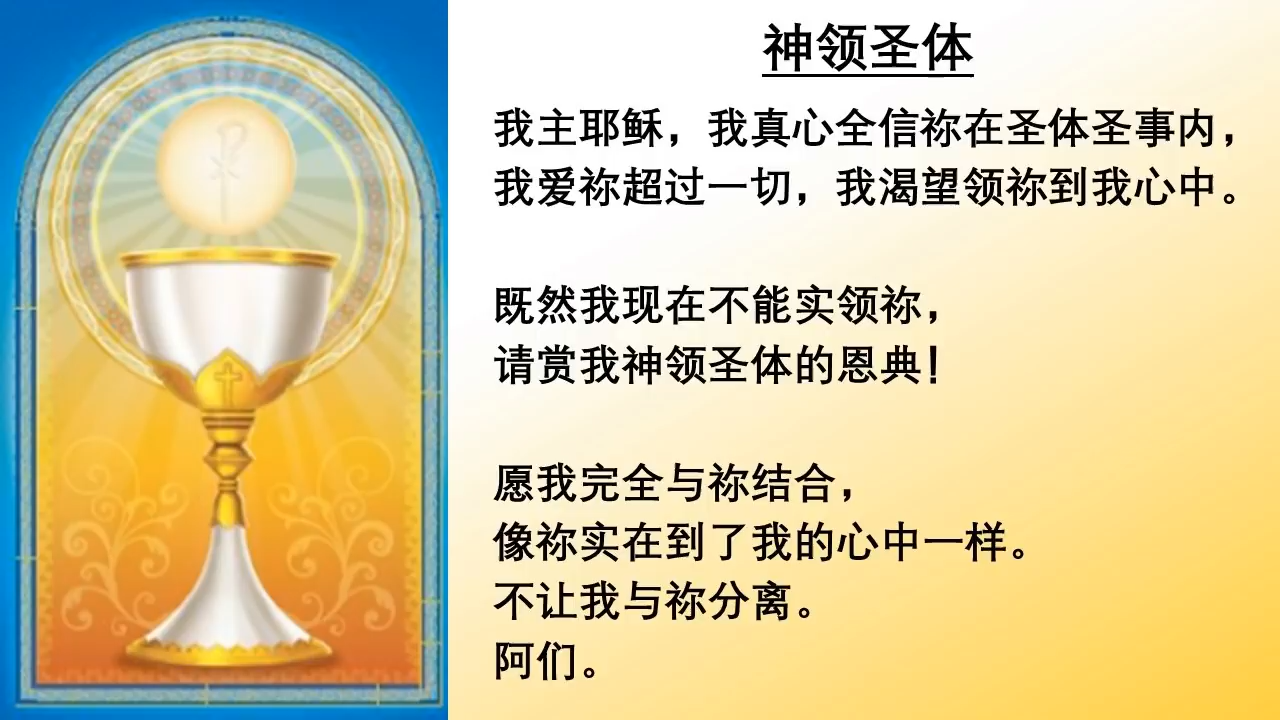 神领圣体
我主耶稣，我真心全信祢在圣体圣事内，
我爱祢超过一切，我渴望领祢到我心中。
既然我现在不能实领祢，
请赏我神领圣体的恩典！
愿我完全与祢结合，
像祢实在到了我的心中一样。
不让我与祢分离。
阿们。